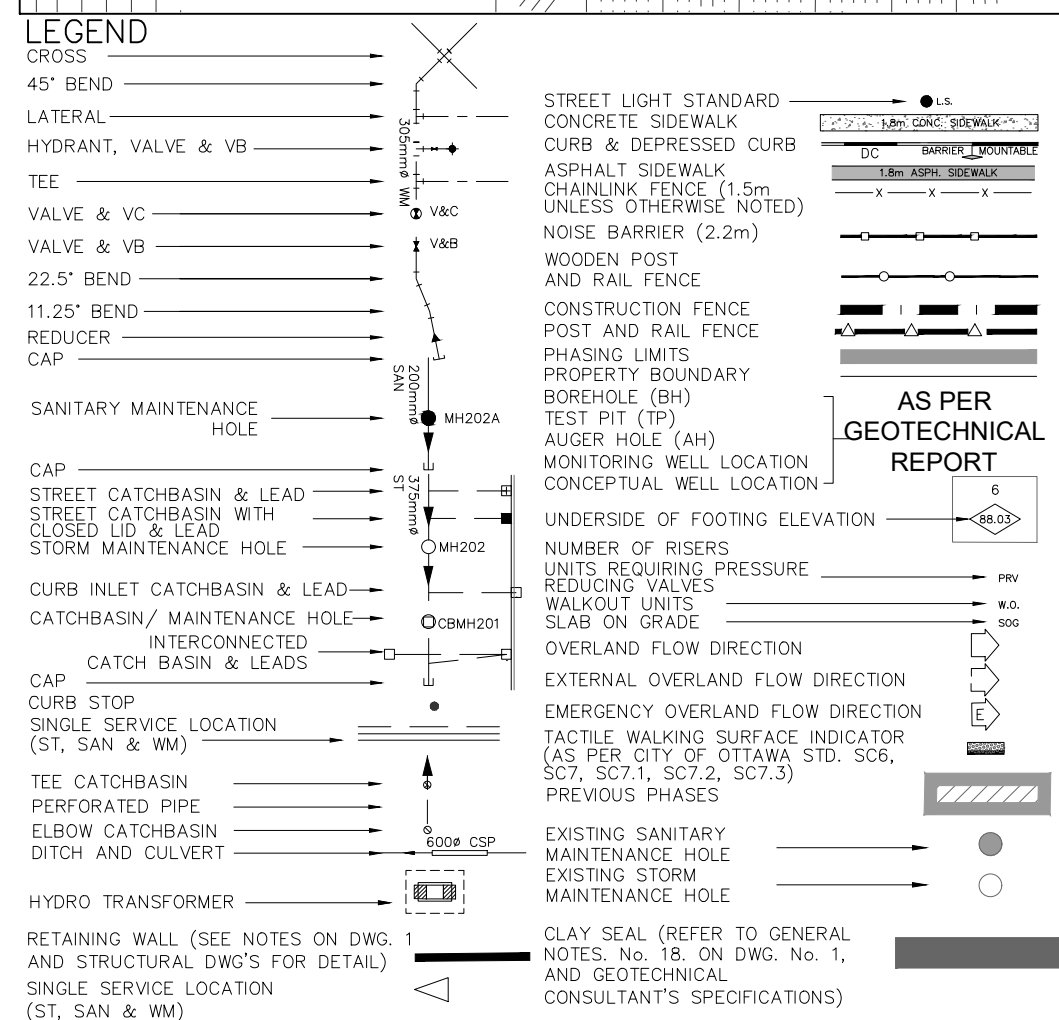 LEGEND
CROSS
45° BEND
LATERAL
HYDRANT, VALVE & VB
TEE
VALVE & VC
VALVE & VB
22.5° BEND
11.25° BEND
REDUCER
CAP
SANITARY MAINTENANCE
HOLE
CAP
STREET CATCHBASIN & LEAD
STREET CATCHBASIN WITH
CLOSED LID & LEAD
STORM MAINTENANCE HOLE
CURB INLET CATCHBASIN & LEAD
CATCHBASIN/ MAINTENANCE HOLE
INTERCONNECTED
CATCH BASIN & LEADS
CAP
CURB STOP
SINGLE SERVICE LOCATION
(ST, SAN & WM)
TEE CATCHBASIN
PERFORATED PIPE
ELBOW CATCHBASIN
DITCH AND CULVERT
HYDRO TRANSFORMER
RETAINING WALL (SEE NOTES ON DWG. 1
AND STRUCTURAL DWG'S FOR DETAIL)
SINGLE SERVICE LOCATION
(ST, SAN & WM)
305mmø WM
V&C
V&B
200mmø
SAN
MH202A
375mmø
ST
MH202
CBMH201
600ø CSP
STREET LIGHT STANDARD
L.S.
CONCRETE SIDEWALK
1.8m CONC. SIDEWALK
CURB & DEPRESSED CURB
DC
BARRIER
MOUNTABLE
ASPHALT SIDEWALK
1.8m ASPH. SIDEWALK
CHAINLINK FENCE (1.5m
UNLESS OTHERWISE NOTED)
X X X
NOISE BARRIER (2.2m)
WOODEN POST
AND RAIL FENCE
CONSTRUCTION FENCE
POST AND RAIL FENCE
PHASING LIMITS
PROPERTY BOUNDARY
BOREHOLE (BH)
TEST PIT (TP)
AUGER HOLE (AH)
MONITORING WELL LOCATION
CONCEPTUAL WELL LOCATION
AS PER
GEOTECHNICAL
REPORT
6
UNDERSIDE OF FOOTING ELEVATION
88.03
NUMBER OF RISERS
UNITS REQUIRING PRESSURE
REDUCING VALVES
PRV
WALKOUT UNITS
W.O.
SLAB ON GRADE
SOG
OVERLAND FLOW DIRECTION
EXTERNAL OVERLAND FLOW DIRECTION
EMERGENCY OVERLAND FLOW DIRECTION
E
TACTILE WALKING SURFACE INDICATOR
(AS PER CITY OF OTTAWA STD. SC6,
SC7, SC7.1, SC7.2, SC7.3)
PREVIOUS PHASES
EXISTING SANITARY
MAINTENANCE HOLE
EXISTING STORM
MAINTENANCE HOLE
CLAY SEAL (REFER TO GENERAL
NOTES. No. 18. ON DWG. No. 1,
AND GEOTECHNICAL
CONSULTANT'S SPECIFICATIONS)